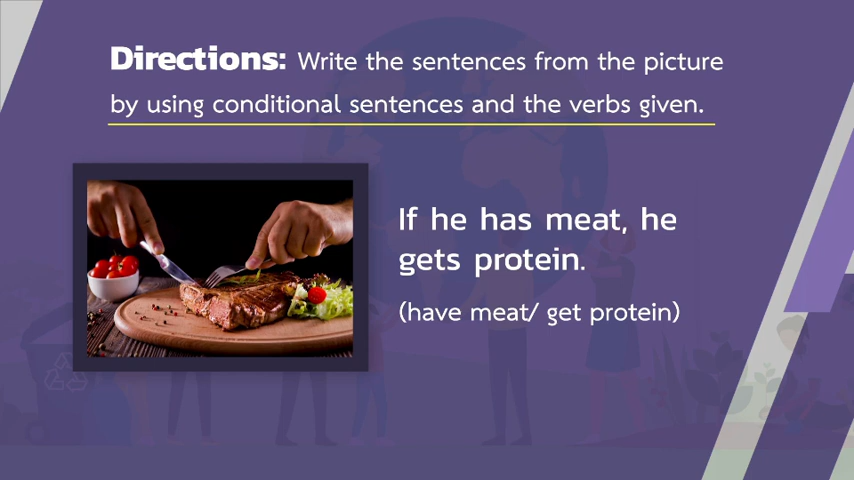 Directions: Write the sentences from the picture
by using conditional sentences and the verbs given.
If he has meat, he
gets protein.
(have meat/ get protein)